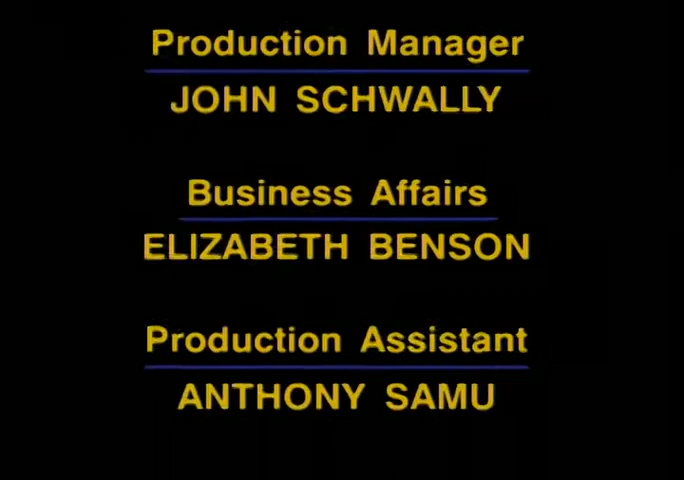 Production Manager
JOHN SCHWALLY
Business Affairs
ELIZABETH BENSON
Production Assistant
ANTHONY SAMU